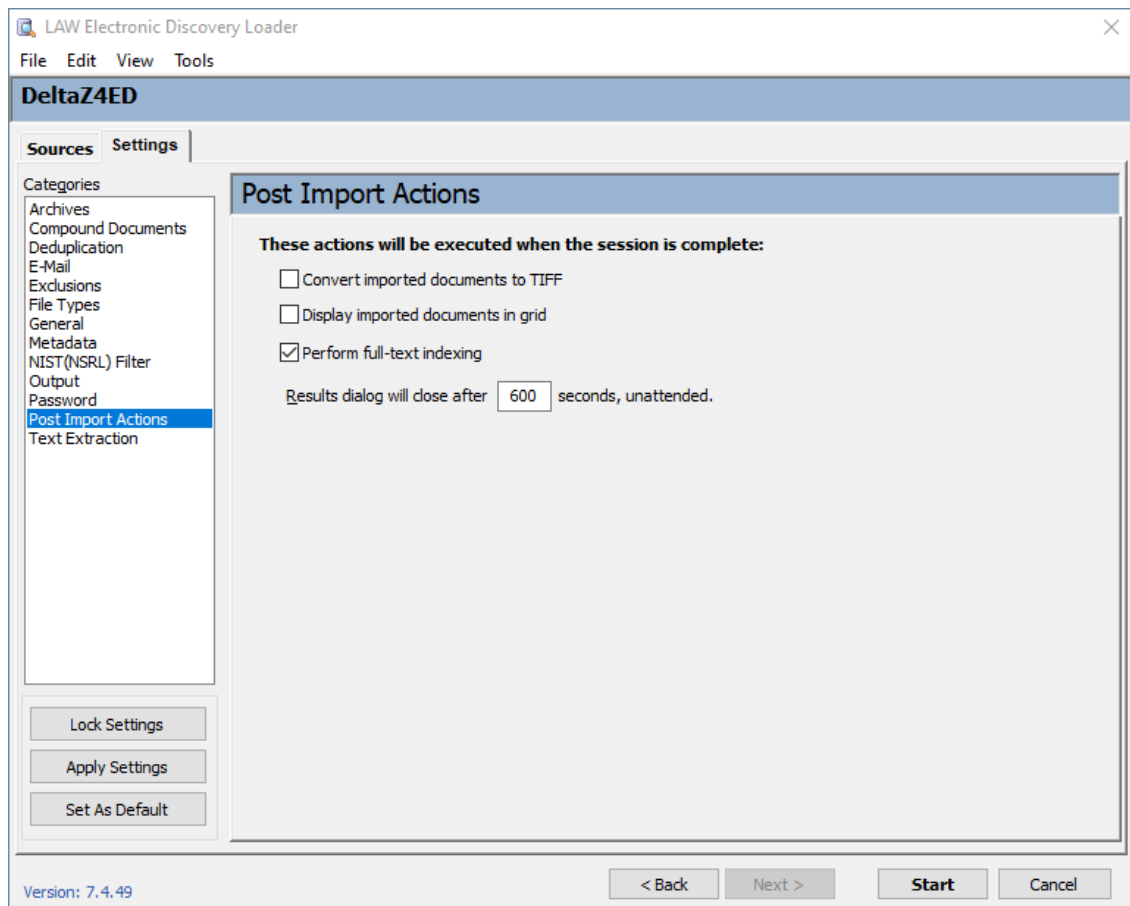 LAW Electronic Discovery Loader
File Edit View Tools
DeltaZ4ED
Sources Settings
Categories
Archives
Compound Documents
Deduplication
E-Mail
Exclusions
File Types
General
Metadata
NIST(NSRL) Filter
Output
Password
Post Import Actions
Text Extraction
Lock Settings
Apply Settings
Set As Default
Post Import Actions
These actions will be executed when the session is complete:
Convert imported documents to TIFF
Display imported documents in grid
Perform full-text indexing
Results dialog will close after 600 seconds, unattended.
Version: 7.4.49
< Back Next > Start Cancel